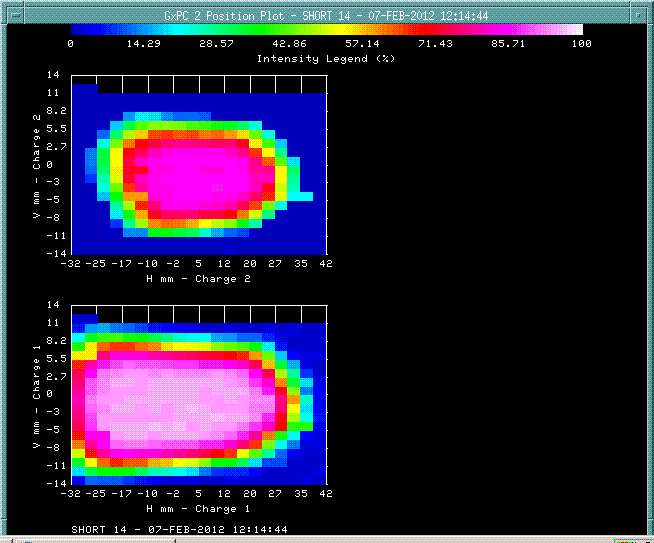 GxPC 2 Position Plot - SHORT 14 - 07-FEB-2012 12:14:44
0 14.29 28.57 42.86 57.14 71.43 85.71 100
Intensity Legend (%)
14
11
8.2
5.5
2.7
0
-3
-5
-8
-11
-14
V mm - Charge 2
-32 -25 -17 -10 -2 5 12 20 27 35 42
H mm - Charge 2
14
11
8.2
5.5
2.7
0
-3
-5
-8
-11
-14
V mm - Charge 1
-32 -25 -17 -10 -2 5 12 20 27 35 42
H mm - Charge 1
SHORT 14 - 07-FEB-2012 12:14:44